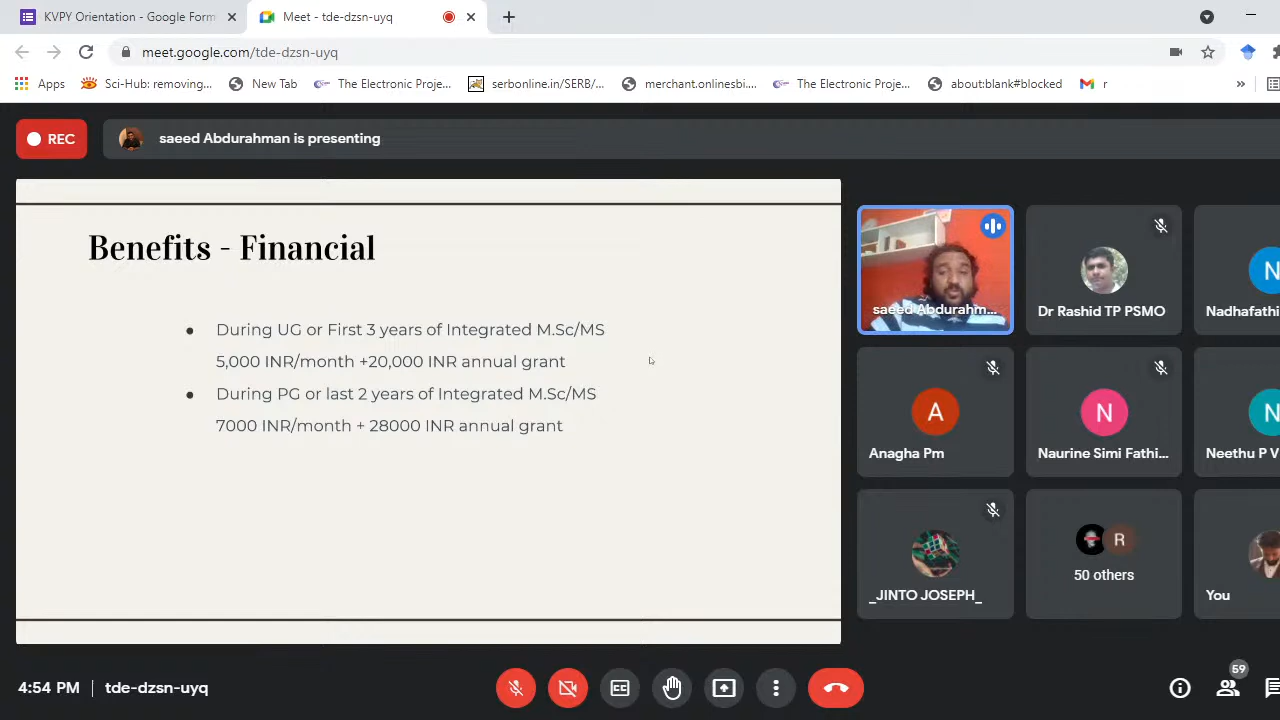 KVPY Orientation - Google Form
Meet - tde-dzsn-uyq
meet.google.com/tde-dzsn-uyq
Apps
Sci-Hub: removing...
New Tab
The Electronic Proje...
serbonline.in/SERB/...
merchant.onlinesbi...
The Electronic Proje...
about:blank#blocked
r
REC
saeed Abdurahman is presenting
Benefits - Financial
● During UG or First 3 years of Integrated M.Sc/MS
5,000 INR/month +20,000 INR annual grant
● During PG or last 2 years of Integrated M.Sc/MS
7000 INR/month + 28000 INR annual grant
saeed Abdurahm...
Dr Rashid TP PSMO
N
Nadhafathi
A
Anagha Pm
N
Naurine Simi Fathi...
N
Neethu P V
_JINTO JOSEPH_
R
50 others
You
4:54 PM | tde-dzsn-uyq
CC
59